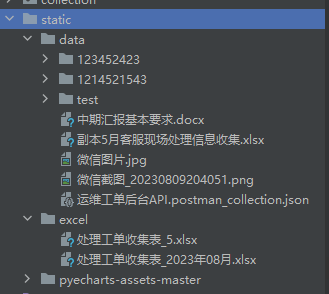 collection
static
data
123452423
1214521543
test
中期汇报基本要求.docx
副本5月客服现场处理信息收集.xlsx
微信图片.jpg
微信截图_20230809204051.png
运维工单后台API.postman_collection.json
excel
处理工单收集表_5.xlsx
处理工单收集表_2023年08月.xlsx
pyecharts-assets-master